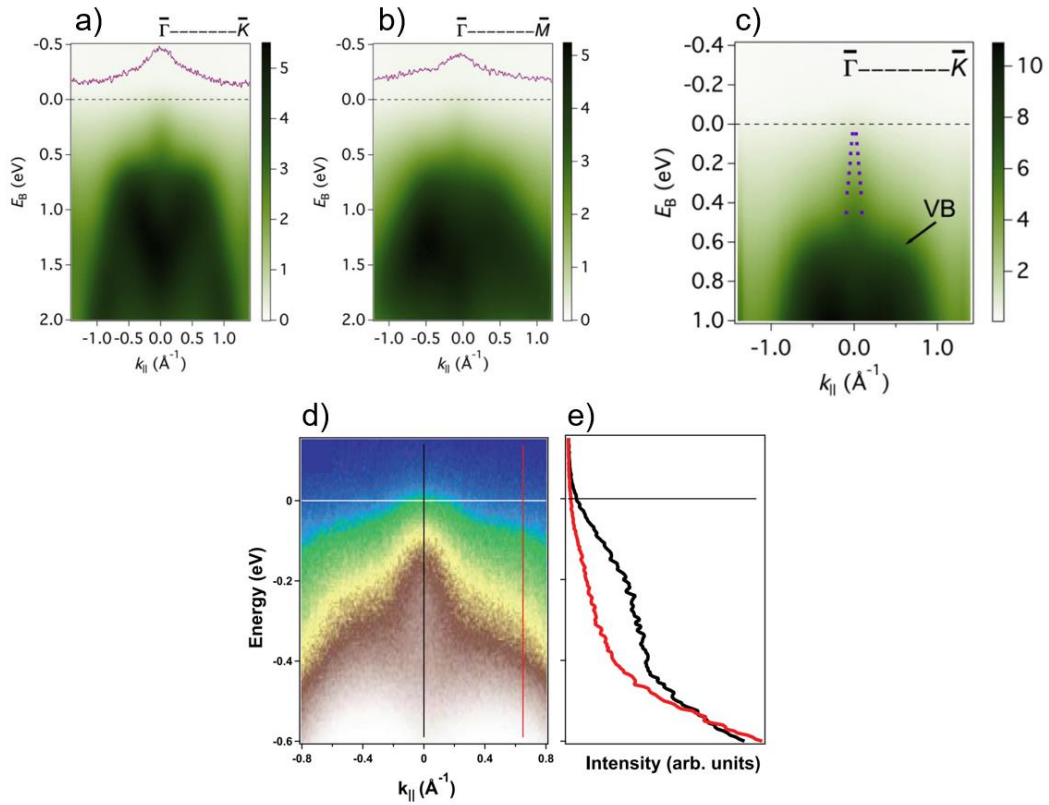 a)
Γ̅-------K̅
-0.5
0.0
0.5
1.0
1.5
2.0
E_B (eV)
-1.0 -0.5 0.0 0.5 1.0
k_|| (Å⁻¹)
5
4
3
2
1
0
b)
Γ̅-------M̅
-0.5
0.0
0.5
1.0
1.5
2.0
E_B (eV)
-1.0 -0.5 0.0 0.5 1.0
k_|| (Å⁻¹)
5
4
3
2
1
0
c)
Γ̅-------K̅
-0.4
-0.2
0.0
0.2
0.4
0.6
0.8
1.0
E_B (eV)
VB
-1.0 0.0 1.0
k_|| (Å⁻¹)
10
8
6
4
2
d)
0
-0.2
-0.4
-0.6
Energy (eV)
-0.8 -0.4 0 0.4 0.8
k_|| (Å⁻¹)
e)
Intensity (arb. units)